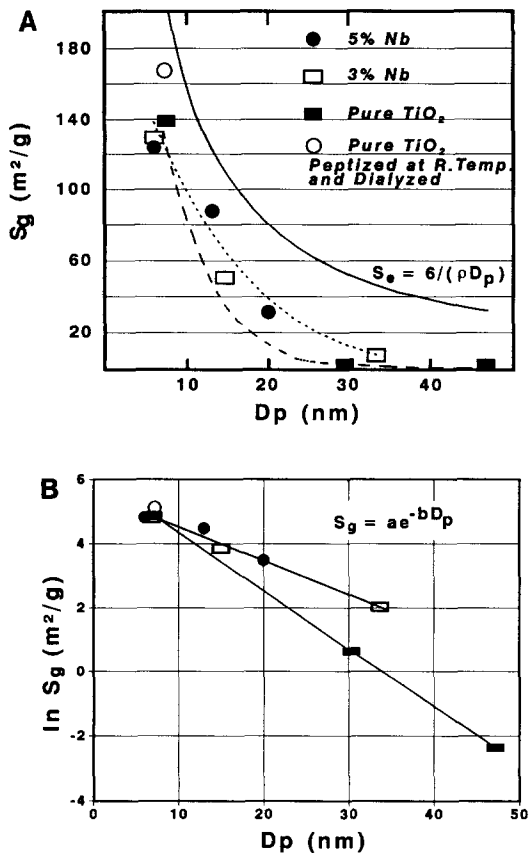 A
180
140
100
60
20
10
20
30
40
Sg (m²/g)
Dp (nm)
5% Nb
3% Nb
Pure TiO₂
Pure TiO₂
Peptized at R.Temp.
and Dialyzed
Sₑ = 6/(ρDₚ)
B
6
4
2
0
-2
-4
0
10
20
30
40
50
ln Sg (m²/g)
Dp (nm)
Sg = ae^-bDp